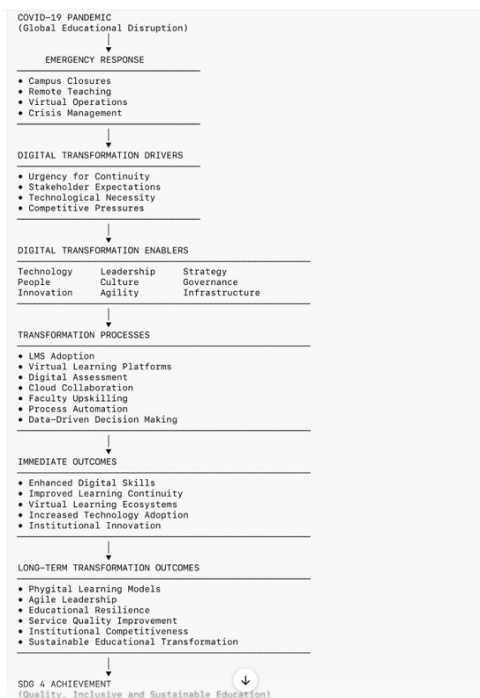 COVID-19 PANDEMIC
(Global Educational Disruption)
EMERGENCY RESPONSE
• Campus Closures
• Remote Teaching
• Virtual Operations
• Crisis Management
DIGITAL TRANSFORMATION DRIVERS
• Urgency for Continuity
• Stakeholder Expectations
• Technological Necessity
• Competitive Pressures
DIGITAL TRANSFORMATION ENABLERS
Technology Leadership Strategy
People Culture Governance
Innovation Agility Infrastructure
TRANSFORMATION PROCESSES
• LMS Adoption
• Virtual Learning Platforms
• Digital Assessment
• Cloud Collaboration
• Faculty Upskilling
• Process Automation
• Data-Driven Decision Making
IMMEDIATE OUTCOMES
• Enhanced Digital Skills
• Improved Learning Continuity
• Virtual Learning Ecosystems
• Increased Technology Adoption
• Institutional Innovation
LONG-TERM TRANSFORMATION OUTCOMES
• Phygital Learning Models
• Agile Leadership
• Educational Resilience
• Service Quality Improvement
• Institutional Competitiveness
• Sustainable Educational Transformation
SDG 4 ACHIEVEMENT
(Quality, Inclusive and Sustainable Education)